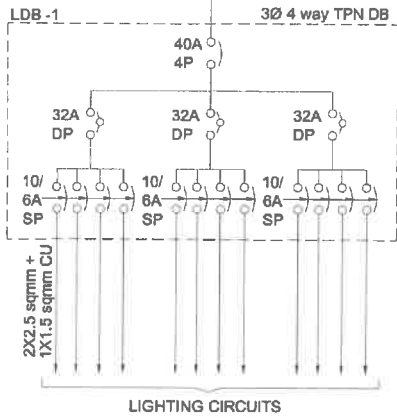 LDB -1
3Ø 4 way TPN DB
40A
4P
32A
DP
32A
DP
32A
DP
10/
6A
SP
10/
6A
SP
10/
6A
SP
2X2.5 sqmm +
1X1.5 sqmm CU
LIGHTING CIRCUITS